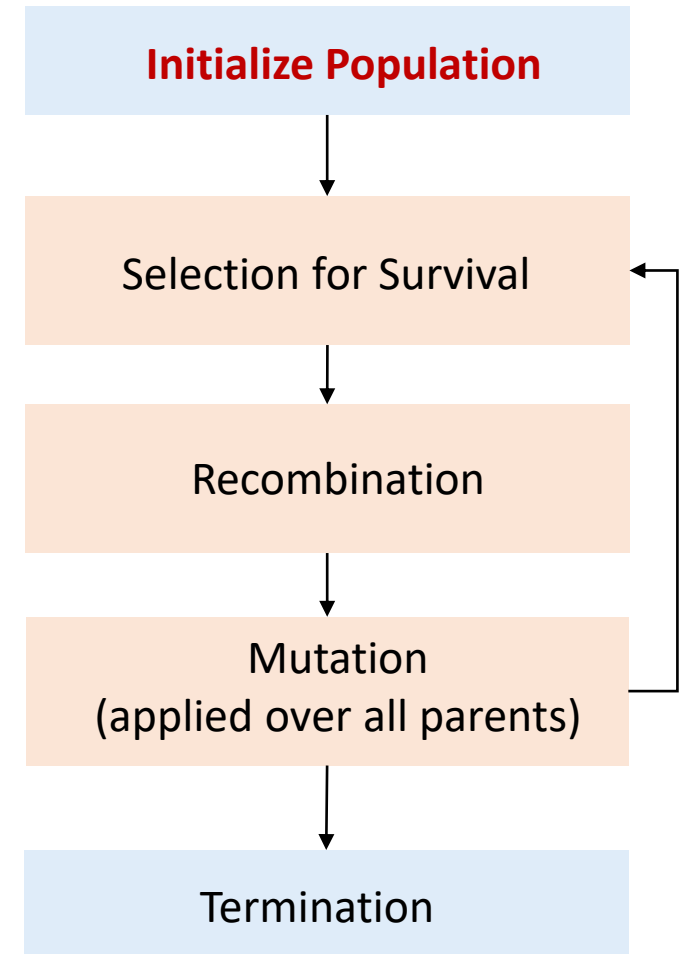 Initialize Population
Selection for Survival
Recombination
Mutation
(applied over all parents)
Termination